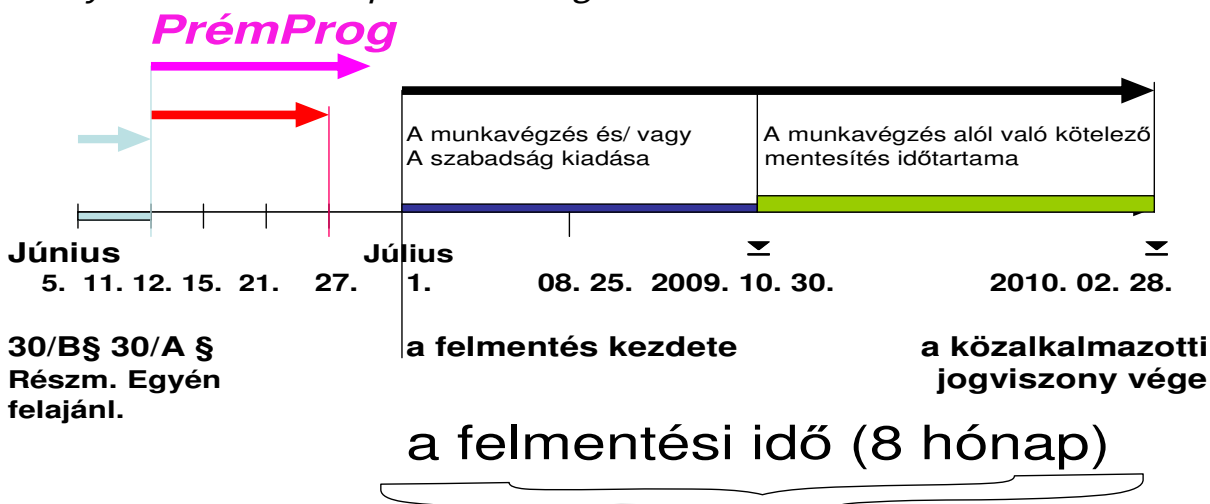 PrémProg
A munkavégzés és/ vagy
A szabadság kiadása
A munkavégzés alól való kötelező
mentesítés időtartama
Június
Július
5. 11. 12. 15. 21. 27. 1. 08. 25. 2009. 10. 30. 2010. 02. 28.
30/B§ 30/A §
Részm. Egyén
felajánl.
a felmentés kezdete
a közalkalmazotti
jogviszony vége
a felmentési idő (8 hónap)